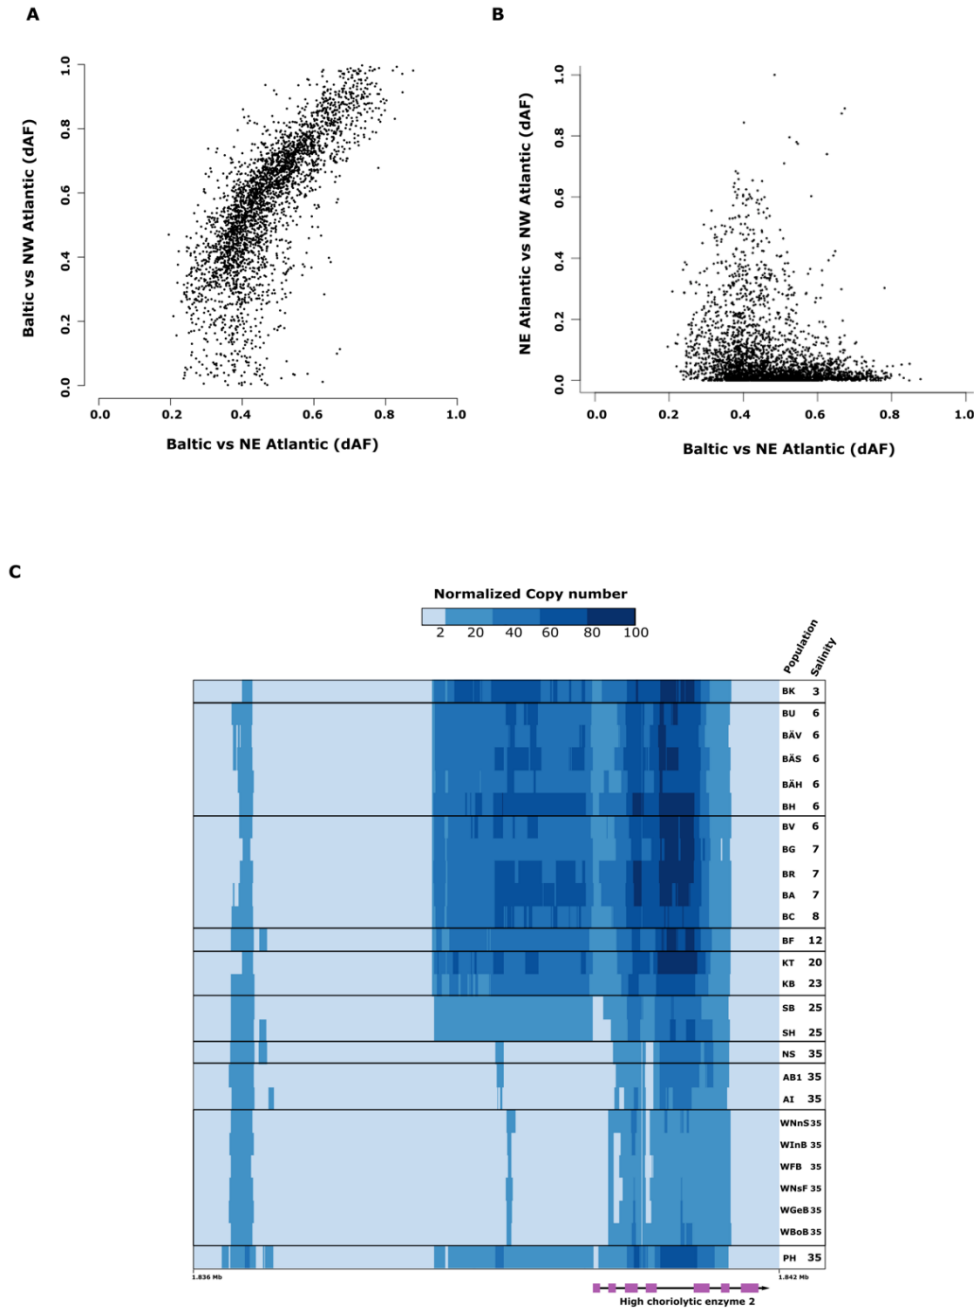 A
B
1.0
0.8
0.6
0.4
0.2
0.0
Baltic vs NW Atlantic (dAF)
0.0 0.2 0.4 0.6 0.8 1.0
Baltic vs NE Atlantic (dAF)
1.0
0.8
0.6
0.4
0.2
0.0
NE Atlantic vs NW Atlantic (dAF)
0.0 0.2 0.4 0.6 0.8 1.0
Baltic vs NE Atlantic (dAF)
C
Normalized Copy number
2 20 40 60 80 100
Population
Salinity
BK 3
BU 6
BÄV 6
BÄS 6
BÄH 6
BH 6
BV 6
BG 7
BR 7
BA 7
BC 8
BF 12
KT 20
KB 23
SB 25
SH 25
NS 35
AB1 35
AI 35
WNnS 35
WInB 35
WFB 35
WNsF 35
WGeB 35
WBoB 35
PH 35
1.836 Mb
1.842 Mb
High choriolytic enzyme 2